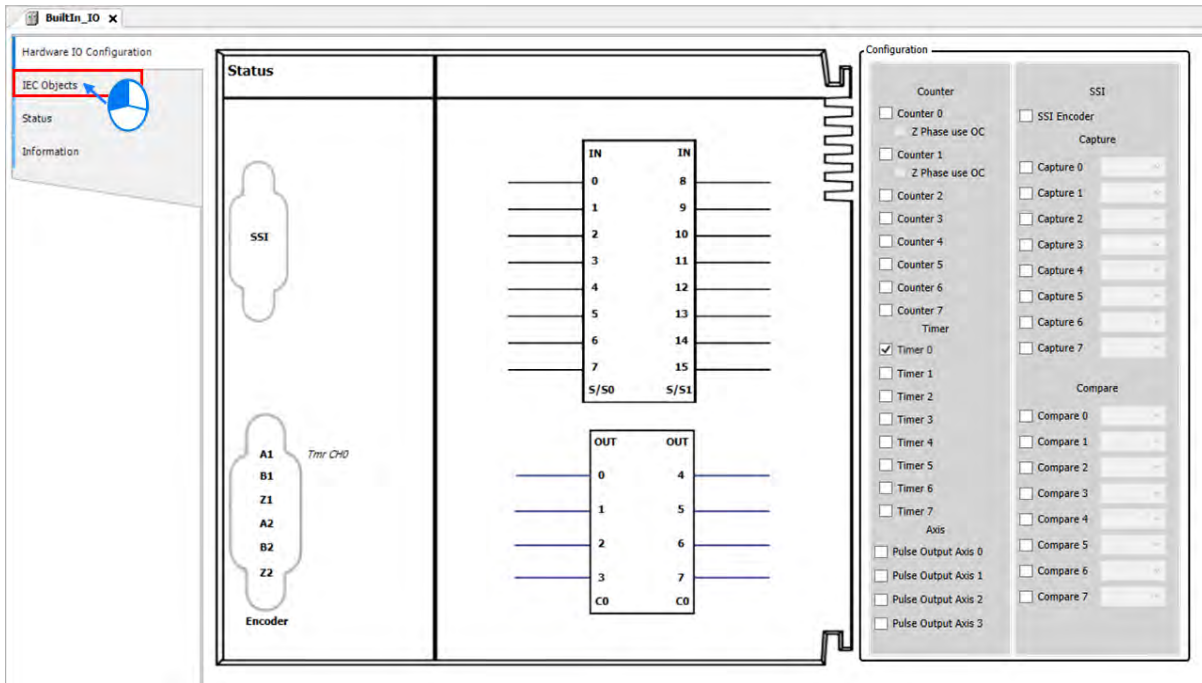 BuiltIn_IO x
Hardware IO Configuration
IEC Objects
Status
Information
Status
SSI
A1 Tmr CH0
B1
Z1
A2
B2
Z2
Encoder
IN IN
0 8
1 9
2 10
3 11
4 12
5 13
6 14
7 15
S/S0 S/S1
OUT OUT
0 4
1 5
2 6
3 7
C0 C0
Configuration
Counter
Counter 0
Z Phase use OC
Counter 1
Z Phase use OC
Counter 2
Counter 3
Counter 4
Counter 5
Counter 6
Counter 7
Timer
Timer 0
Timer 1
Timer 2
Timer 3
Timer 4
Timer 5
Timer 6
Timer 7
Axis
Pulse Output Axis 0
Pulse Output Axis 1
Pulse Output Axis 2
Pulse Output Axis 3
SSI
SSI Encoder
Capture
Capture 0
Capture 1
Capture 2
Capture 3
Capture 4
Capture 5
Capture 6
Capture 7
Compare
Compare 0
Compare 1
Compare 2
Compare 3
Compare 4
Compare 5
Compare 6
Compare 7